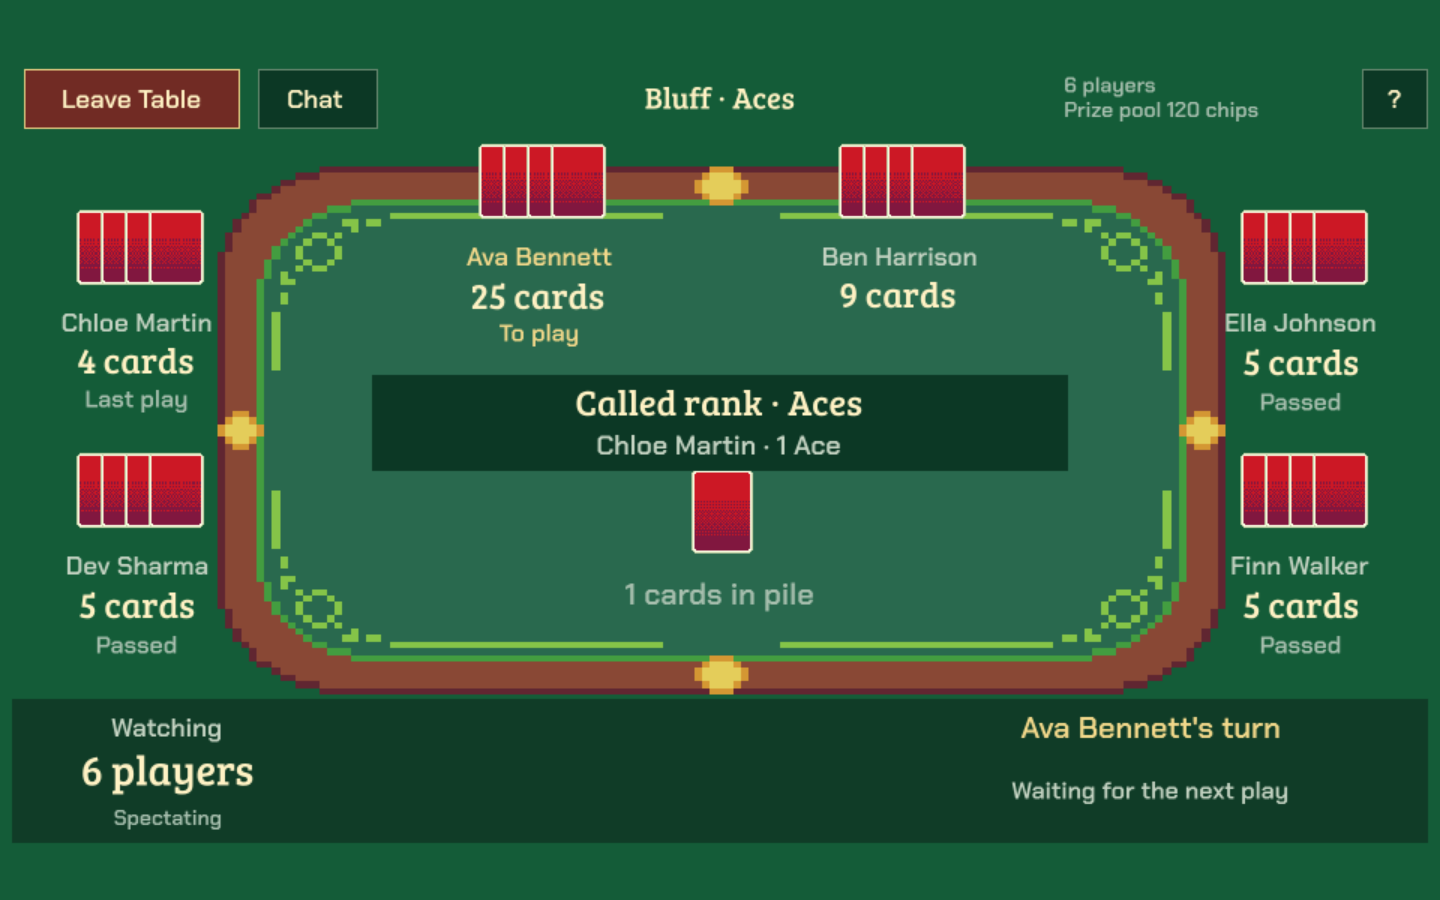 Leave Table
Chat
Bluff · Aces
6 players
Prize pool 120 chips
?
Ava Bennett
25 cards
To play
Ben Harrison
9 cards
Chloe Martin
4 cards
Last play
Ella Johnson
5 cards
Passed
Called rank · Aces
Chloe Martin · 1 Ace
1 cards in pile
Dev Sharma
5 cards
Passed
Finn Walker
5 cards
Passed
Watching
6 players
Spectating
Ava Bennett's turn
Waiting for the next play